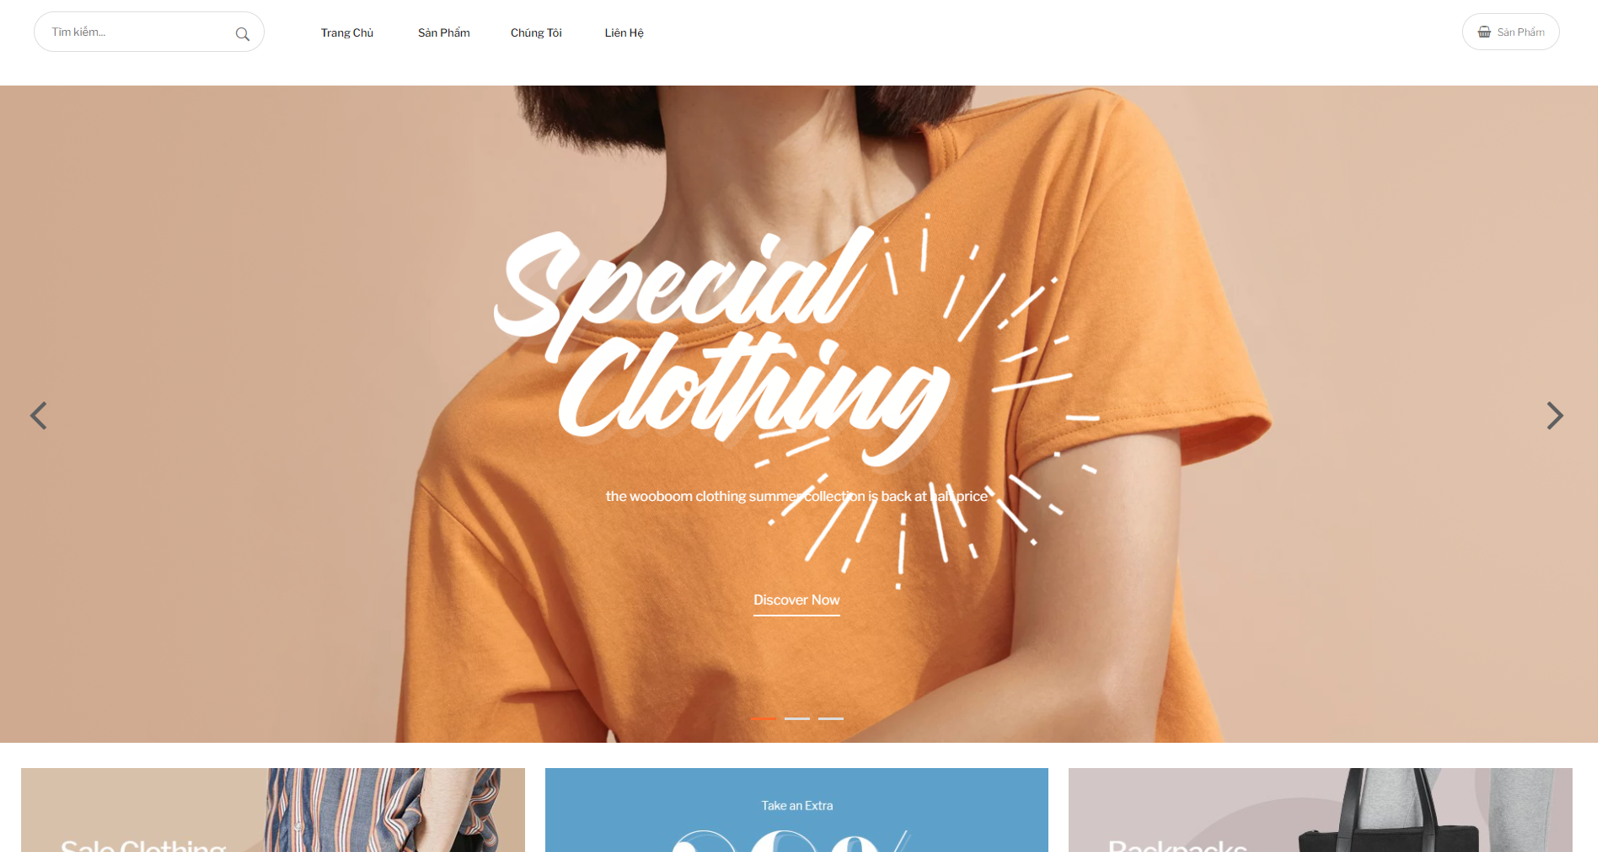 Tìm kiếm...
Trang Chủ
Sản Phẩm
Chúng Tôi
Liên Hệ
Sản Phẩm
Special
Clothing
the wooboom clothing summer collection is back at half price
Discover Now
Sale Clothing
Take an Extra
Backpacks